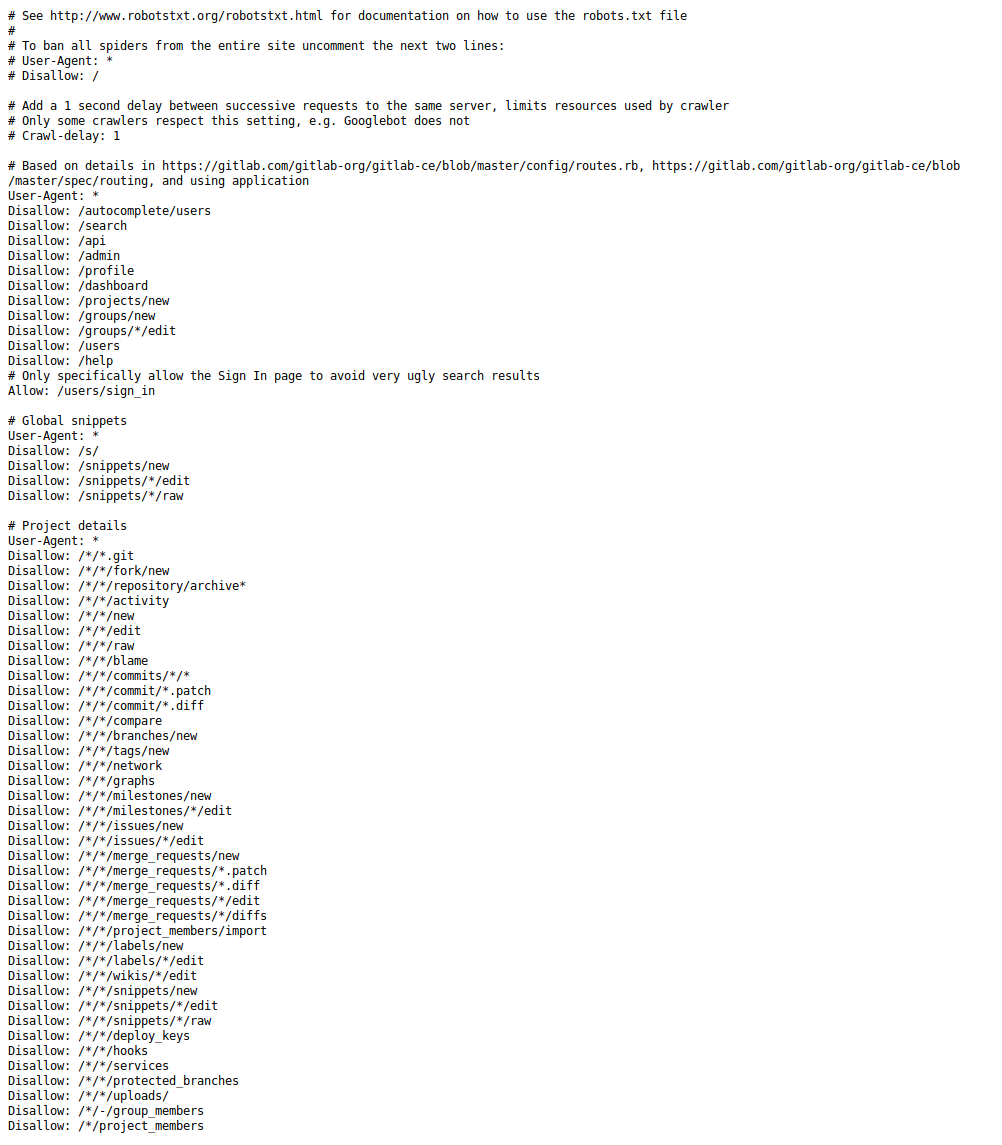 # See http://www.robotstxt.org/robotstxt.html for documentation on how to use the robots.txt file
#
# To ban all spiders from the entire site uncomment the next two lines:
# User-Agent: *
# Disallow: /

# Add a 1 second delay between successive requests to the same server, limits resources used by crawler
# Only some crawlers respect this setting, e.g. Googlebot does not
# Crawl-delay: 1

# Based on details in https://gitlab.com/gitlab-org/gitlab-ce/blob/master/config/routes.rb, https://gitlab.com/gitlab-org/gitlab-ce/blob
/master/spec/routing, and using application
User-Agent: *
Disallow: /autocomplete/users
Disallow: /search
Disallow: /api
Disallow: /admin
Disallow: /profile
Disallow: /dashboard
Disallow: /projects/new
Disallow: /groups/new
Disallow: /groups/*/edit
Disallow: /users
Disallow: /help
# Only specifically allow the Sign In page to avoid very ugly search results
Allow: /users/sign_in

# Global snippets
User-Agent: *
Disallow: /s/
Disallow: /snippets/new
Disallow: /snippets/*/edit
Disallow: /snippets/*/raw

# Project details
User-Agent: *
Disallow: /*/*.git
Disallow: /*/*/fork/new
Disallow: /*/*/repository/archive*
Disallow: /*/*/activity
Disallow: /*/*/new
Disallow: /*/*/edit
Disallow: /*/*/raw
Disallow: /*/*/blame
Disallow: /*/*/commits/*/*
Disallow: /*/*/commit/*.patch
Disallow: /*/*/commit/*.diff
Disallow: /*/*/compare
Disallow: /*/*/branches/new
Disallow: /*/*/tags/new
Disallow: /*/*/network
Disallow: /*/*/graphs
Disallow: /*/*/milestones/new
Disallow: /*/*/milestones/*/edit
Disallow: /*/*/issues/new
Disallow: /*/*/issues/*/edit
Disallow: /*/*/merge_requests/new
Disallow: /*/*/merge_requests/*.patch
Disallow: /*/*/merge_requests/*.diff
Disallow: /*/*/merge_requests/*/edit
Disallow: /*/*/merge_requests/*/diffs
Disallow: /*/*/project_members/import
Disallow: /*/*/labels/new
Disallow: /*/*/labels/*/edit
Disallow: /*/*/wikis/*/edit
Disallow: /*/*/snippets/new
Disallow: /*/*/snippets/*/edit
Disallow: /*/*/snippets/*/raw
Disallow: /*/*/deploy_keys
Disallow: /*/*/hooks
Disallow: /*/*/services
Disallow: /*/*/protected_branches
Disallow: /*/*/uploads/
Disallow: /*/-/group_members
Disallow: /*/project_members